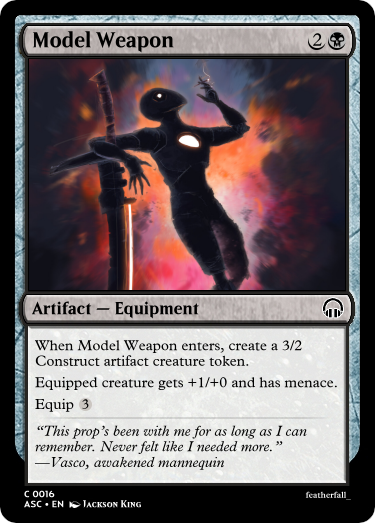 Model Weapon 2
Artifact — Equipment
When Model Weapon enters, create a 3/2
Construct artifact creature token.
Equipped creature gets +1/+0 and has menace.
Equip 3
“This prop’s been with me for as long as I can
remember. Never felt like I needed more.”
—Vasco, awakened mannequin
C 0016
ASC • EN Jackson King
featherfall_